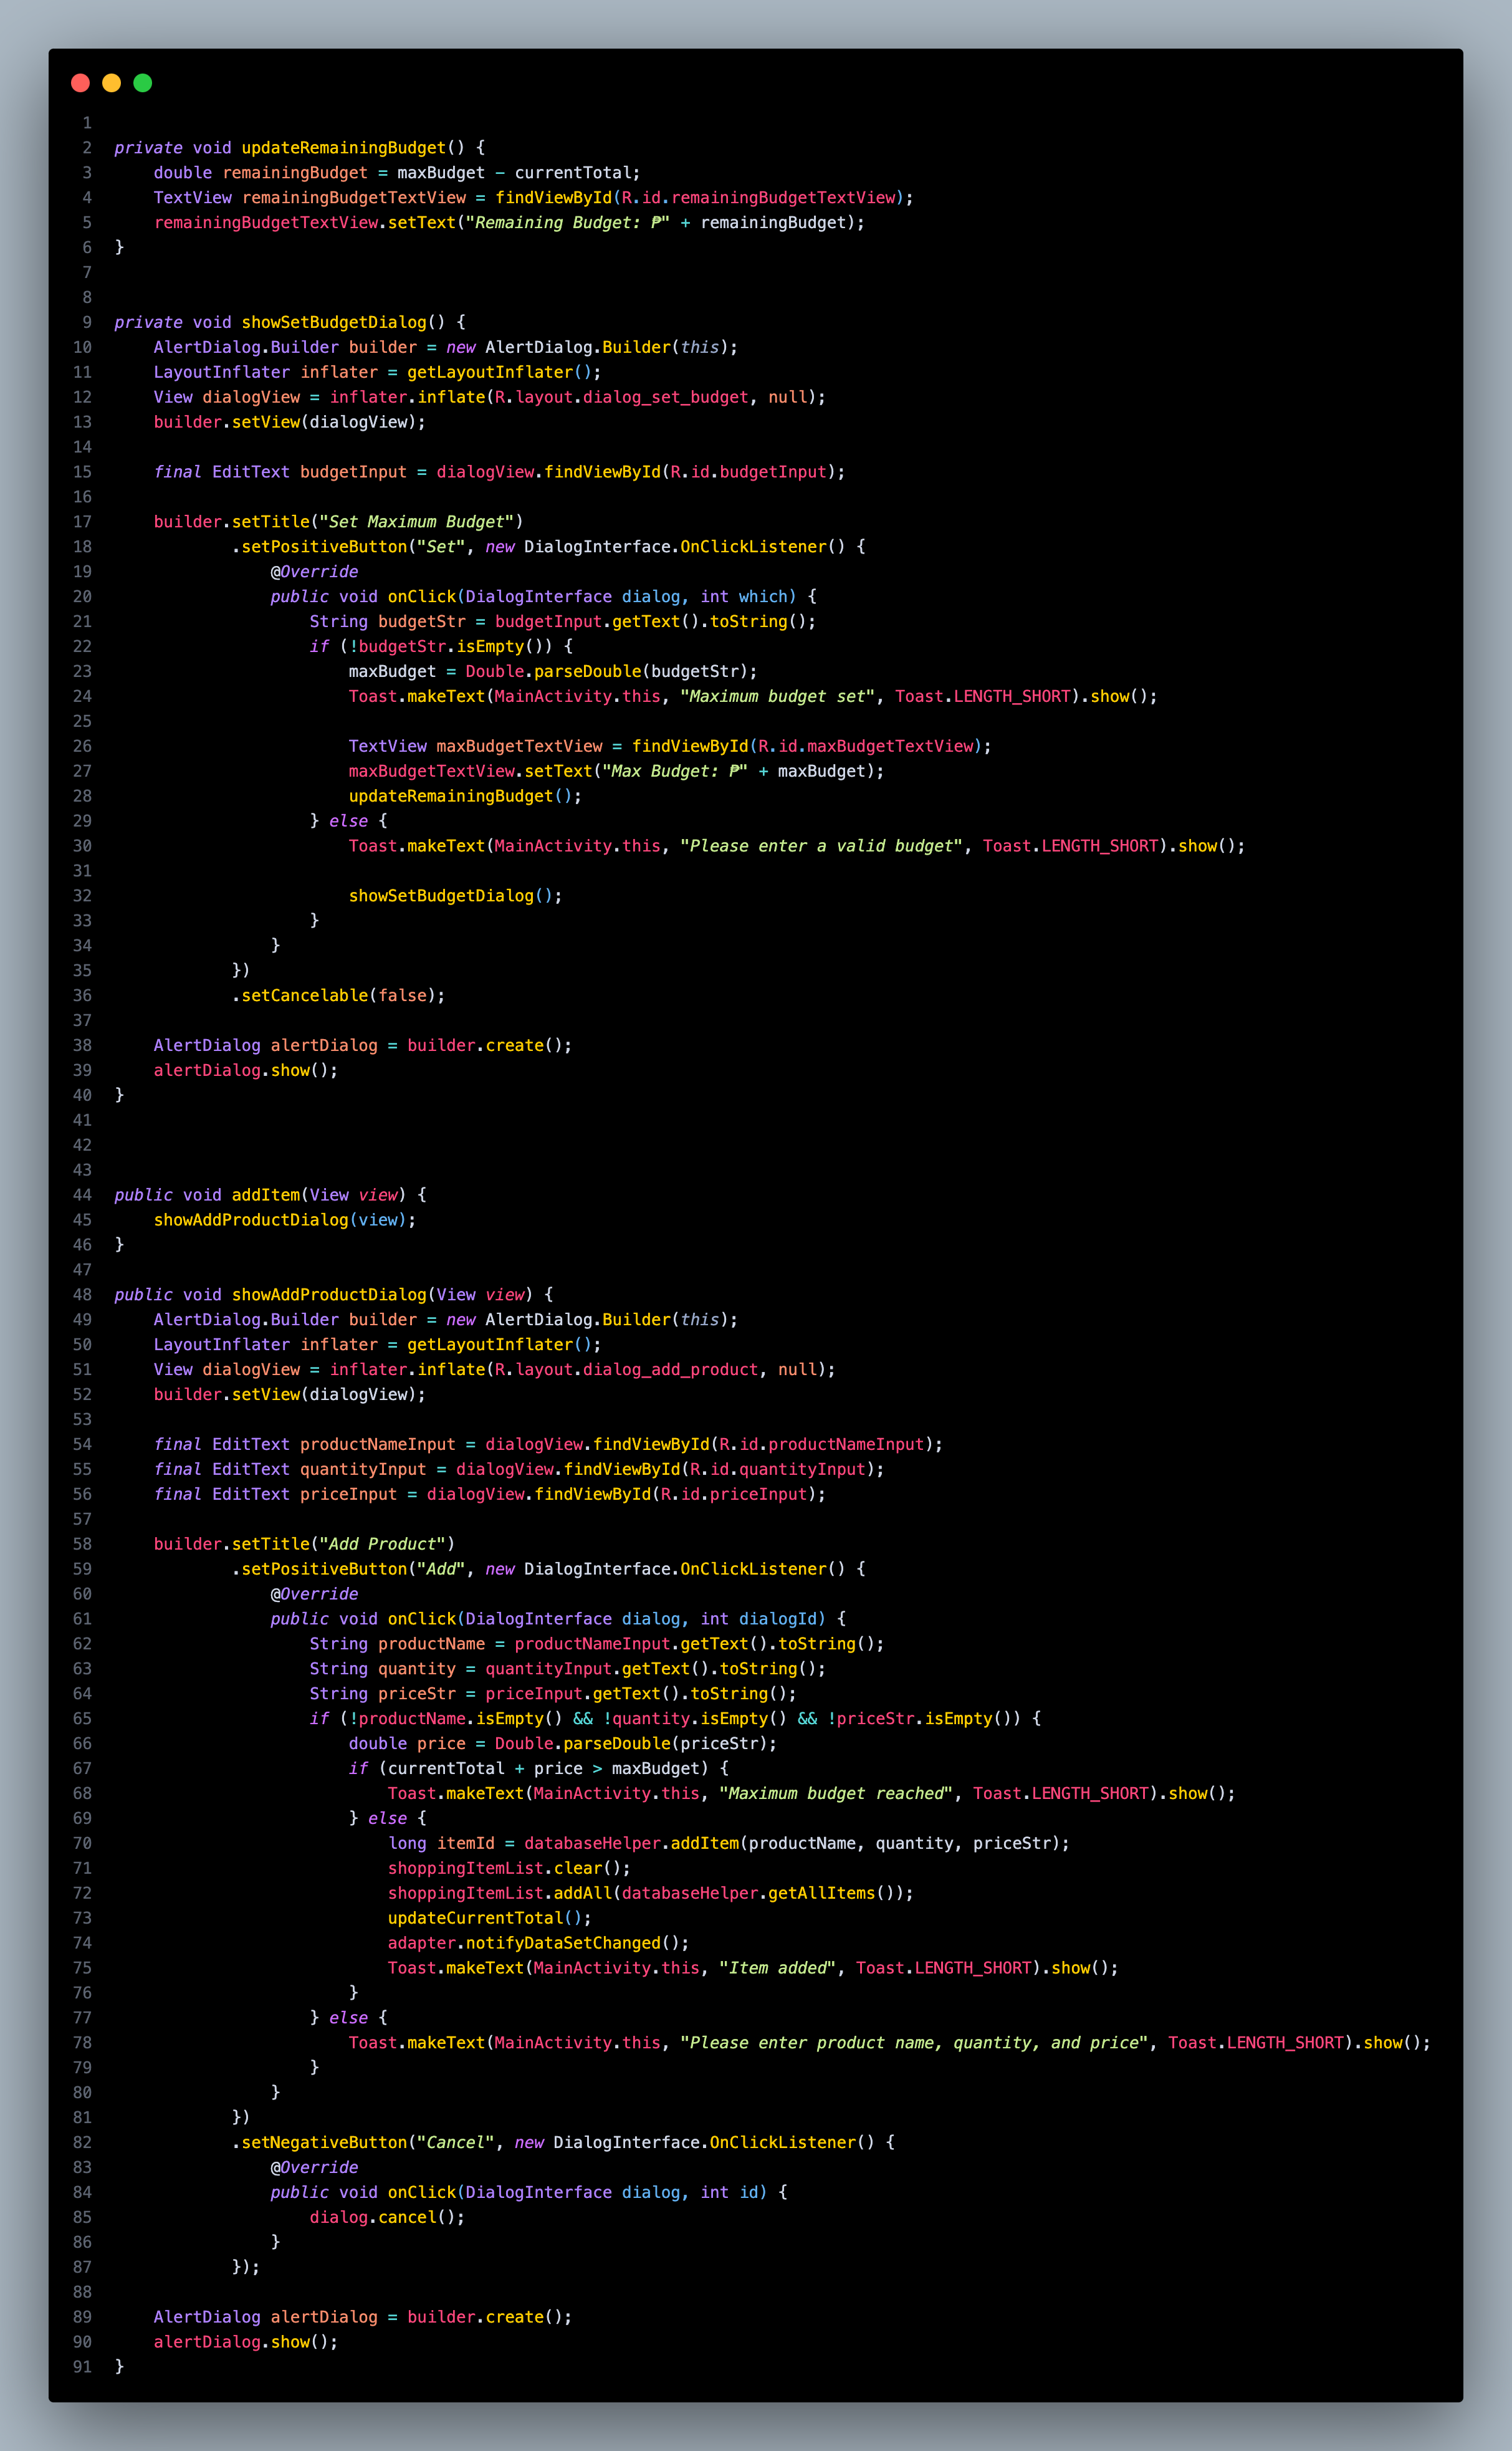 1
2 private void updateRemainingBudget() {
3     double remainingBudget = maxBudget - currentTotal;
4     TextView remainingBudgetTextView = findViewById(R.id.remainingBudgetTextView);
5     remainingBudgetTextView.setText("Remaining Budget: ₱" + remainingBudget);
6 }
7
8
9 private void showSetBudgetDialog() {
10     AlertDialog.Builder builder = new AlertDialog.Builder(this);
11     LayoutInflater inflater = getLayoutInflater();
12     View dialogView = inflater.inflate(R.layout.dialog_set_budget, null);
13     builder.setView(dialogView);
14
15     final EditText budgetInput = dialogView.findViewById(R.id.budgetInput);
16
17     builder.setTitle("Set Maximum Budget")
18             .setPositiveButton("Set", new DialogInterface.OnClickListener() {
19                 @Override
20                 public void onClick(DialogInterface dialog, int which) {
21                     String budgetStr = budgetInput.getText().toString();
22                     if (!budgetStr.isEmpty()) {
23                         maxBudget = Double.parseDouble(budgetStr);
24                         Toast.makeText(MainActivity.this, "Maximum budget set", Toast.LENGTH_SHORT).show();
25
26                         TextView maxBudgetTextView = findViewById(R.id.maxBudgetTextView);
27                         maxBudgetTextView.setText("Max Budget: ₱" + maxBudget);
28                         updateRemainingBudget();
29                     } else {
30                         Toast.makeText(MainActivity.this, "Please enter a valid budget", Toast.LENGTH_SHORT).show();
31
32                         showSetBudgetDialog();
33                     }
34                 }
35             })
36             .setCancelable(false);
37
38     AlertDialog alertDialog = builder.create();
39     alertDialog.show();
40 }
41
42
43
44 public void addItem(View view) {
45     showAddProductDialog(view);
46 }
47
48 public void showAddProductDialog(View view) {
49     AlertDialog.Builder builder = new AlertDialog.Builder(this);
50     LayoutInflater inflater = getLayoutInflater();
51     View dialogView = inflater.inflate(R.layout.dialog_add_product, null);
52     builder.setView(dialogView);
53
54     final EditText productNameInput = dialogView.findViewById(R.id.productNameInput);
55     final EditText quantityInput = dialogView.findViewById(R.id.quantityInput);
56     final EditText priceInput = dialogView.findViewById(R.id.priceInput);
57
58     builder.setTitle("Add Product")
59             .setPositiveButton("Add", new DialogInterface.OnClickListener() {
60                 @Override
61                 public void onClick(DialogInterface dialog, int dialogId) {
62                     String productName = productNameInput.getText().toString();
63                     String quantity = quantityInput.getText().toString();
64                     String priceStr = priceInput.getText().toString();
65                     if (!productName.isEmpty() && !quantity.isEmpty() && !priceStr.isEmpty()) {
66                         double price = Double.parseDouble(priceStr);
67                         if (currentTotal + price > maxBudget) {
68                             Toast.makeText(MainActivity.this, "Maximum budget reached", Toast.LENGTH_SHORT).show();
69                         } else {
70                             long itemId = databaseHelper.addItem(productName, quantity, priceStr);
71                             shoppingItemList.clear();
72                             shoppingItemList.addAll(databaseHelper.getAllItems());
73                             updateCurrentTotal();
74                             adapter.notifyDataSetChanged();
75                             Toast.makeText(MainActivity.this, "Item added", Toast.LENGTH_SHORT).show();
76                         }
77                     } else {
78                         Toast.makeText(MainActivity.this, "Please enter product name, quantity, and price", Toast.LENGTH_SHORT).show();
79                     }
80                 }
81             })
82             .setNegativeButton("Cancel", new DialogInterface.OnClickListener() {
83                 @Override
84                 public void onClick(DialogInterface dialog, int id) {
85                     dialog.cancel();
86                 }
87             });
88
89     AlertDialog alertDialog = builder.create();
90     alertDialog.show();
91 }